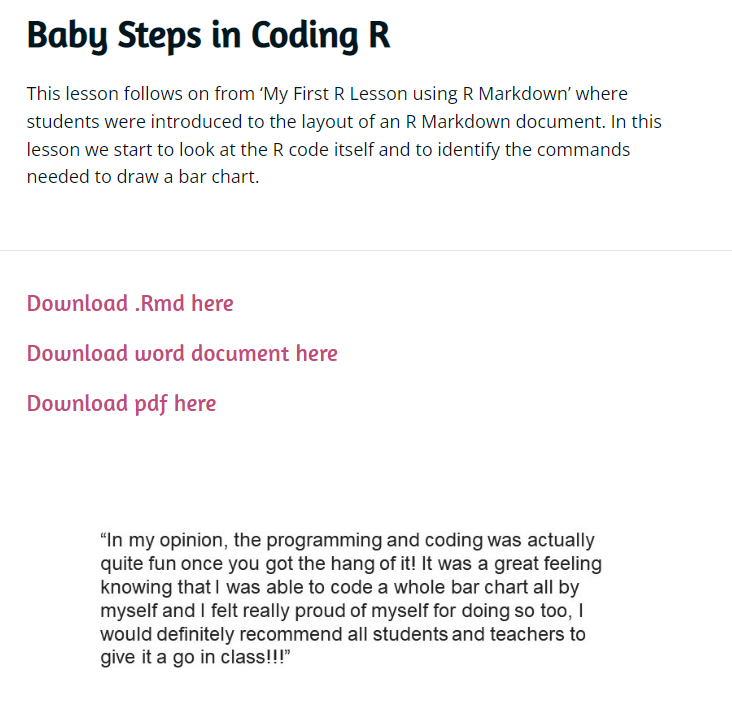 Baby Steps in Coding R
This lesson follows on from ‘My First R Lesson using R Markdown’ where
students were introduced to the layout of an R Markdown document. In this
lesson we start to look at the R code itself and to identify the commands
needed to draw a bar chart.
Download .Rmd here
Download word document here
Download pdf here
“In my opinion, the programming and coding was actually
quite fun once you got the hang of it! It was a great feeling
knowing that I was able to code a whole bar chart all by
myself and I felt really proud of myself for doing so too, I
would definitely recommend all students and teachers to
give it a go in class!!!”